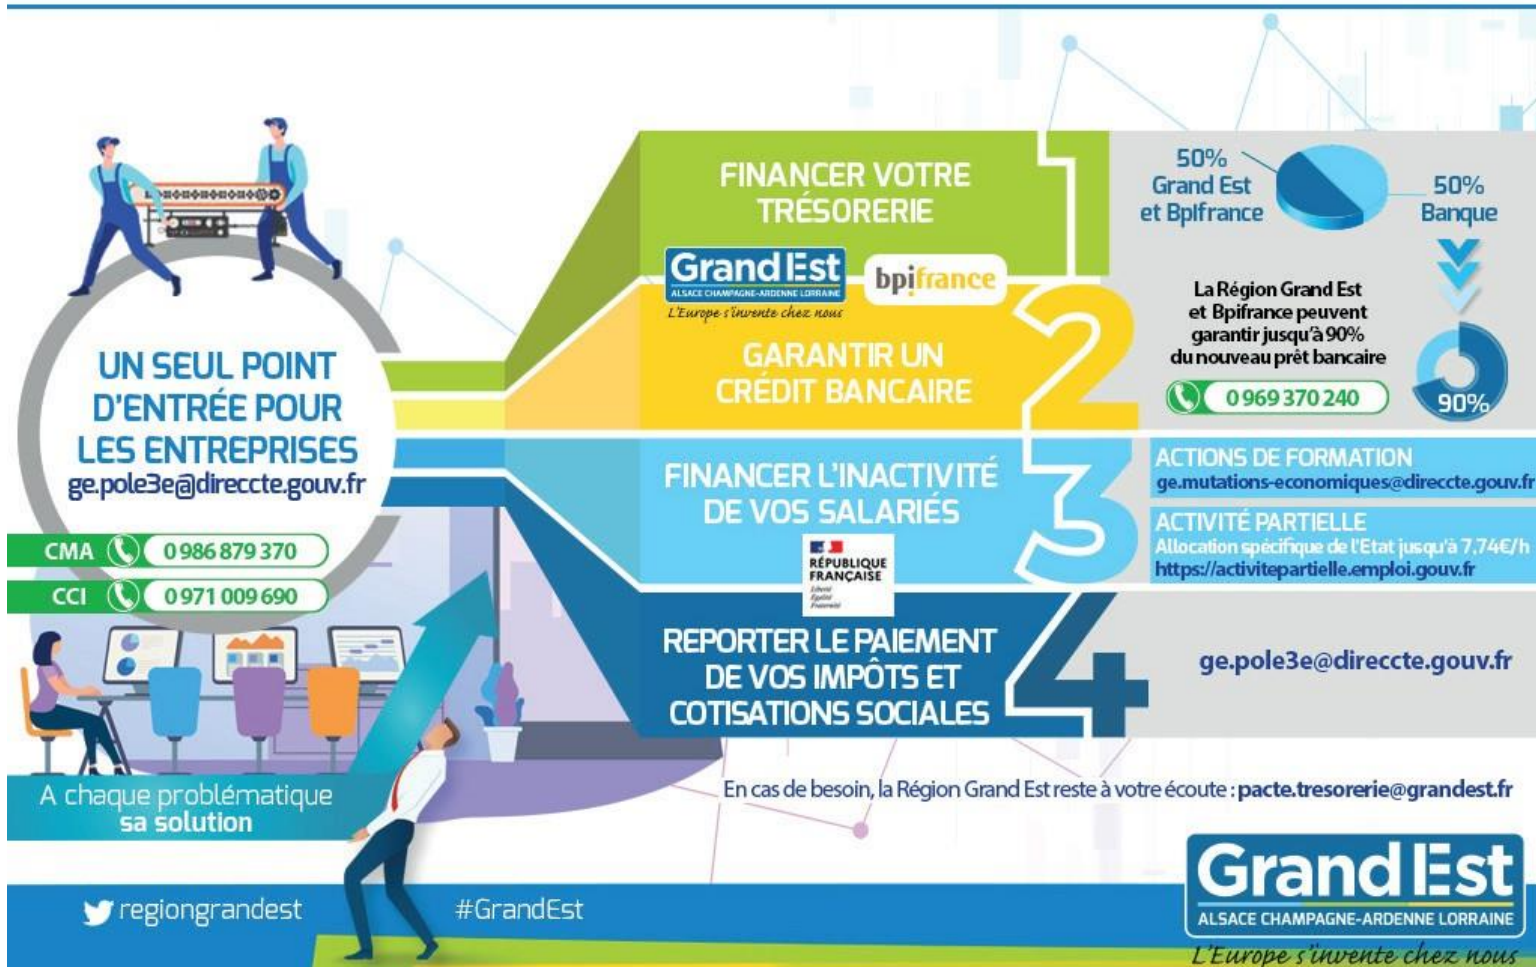 UN SEUL POINT
D'ENTRÉE POUR
LES ENTREPRISES
ge.pole3e@direccte.gouv.fr
CMA 0 986 879 370
CCI 0 971 009 690
A chaque problématique
sa solution
FINANCER VOTRE
TRÉSORERIE
1
Grand Est
ALSACE CHAMPAGNE-ARDENNE LORRAINE
L'Europe s'invente chez nous
bpifrance
GARANTIR UN
CRÉDIT BANCAIRE
2
50%
Grand Est
et BpIfrance
50%
Banque
La Région Grand Est
et Bpifrance peuvent
garantir jusqu'à 90%
du nouveau prêt bancaire
0 969 370 240
90%
FINANCER L'INACTIVITÉ
DE VOS SALARIÉS
3
RÉPUBLIQUE
FRANÇAISE
Liberté
Égalité
Fraternité
ACTIONS DE FORMATION
ge.mutations-economiques@direccte.gouv.fr
ACTIVITÉ PARTIELLE
Allocation spécifique de l'Etat jusqu'à 7,74€/h
https://activitepartielle.emploi.gouv.fr
REPORTER LE PAIEMENT
DE VOS IMPÔTS ET
COTISATIONS SOCIALES
4
ge.pole3e@direccte.gouv.fr
En cas de besoin, la Région Grand Est reste à votre écoute : pacte.tresorerie@grandest.fr
regiongrandest
#GrandEst
Grand Est
ALSACE CHAMPAGNE-ARDENNE LORRAINE
L'Europe s'invente chez nous